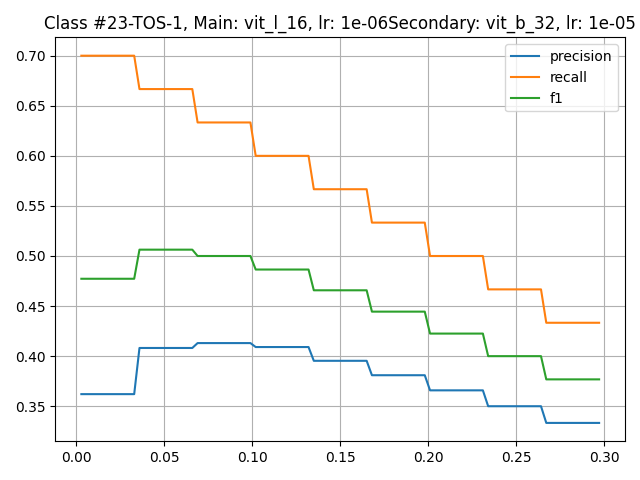 Class #23-TOS-1, Main: vit_l_16, lr: 1e-06Secondary: vit_b_32, lr: 1e-05
precision
recall
f1
0.70
0.65
0.60
0.55
0.50
0.45
0.40
0.35
0.00 0.05 0.10 0.15 0.20 0.25 0.30